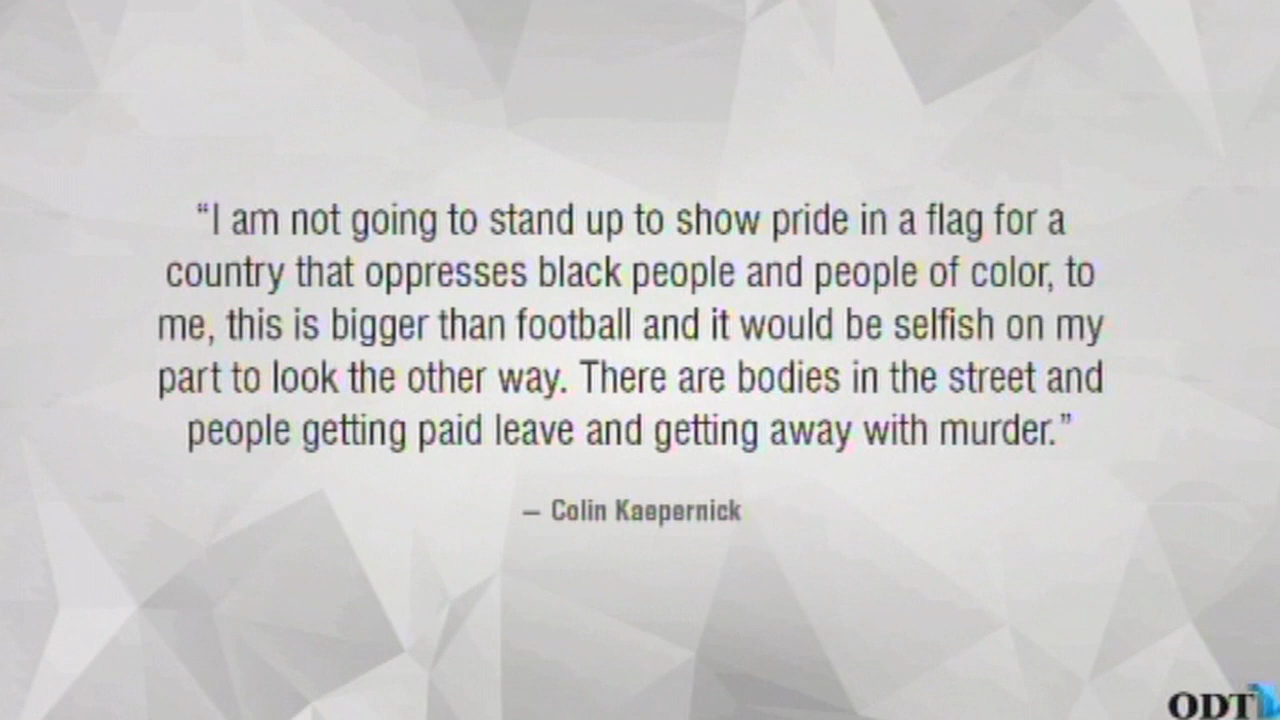 “I am not going to stand up to show pride in a flag for a
country that oppresses black people and people of color, to
me, this is bigger than football and it would be selfish on my
part to look the other way. There are bodies in the street and
people getting paid leave and getting away with murder.”
– Colin Kaepernick
ODT